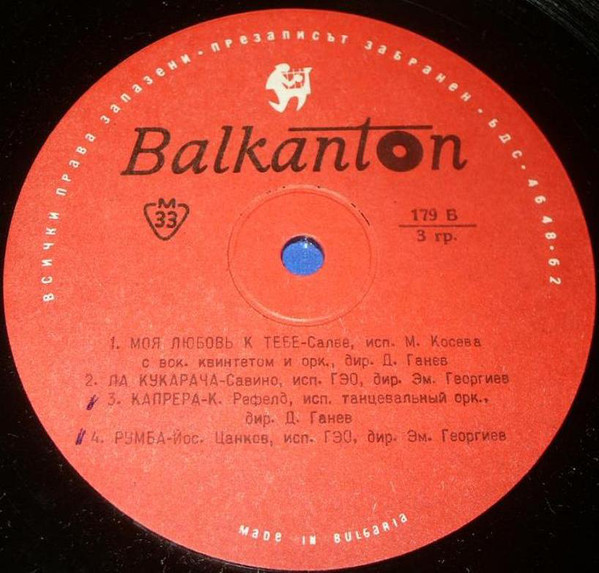 ВСИЧКИ ПРАВА ЗАПАЗЕНИ · ПРЕЗАПИСЪТ ЗАБРАНЕН · БДС · 4648-62
Balkanton
М
33
179 Б
3 гр.
1. МОЯ ЛЮБОВЬ К ТЕБЕ-Салве, исп. М. Косева
с вок. квинтетом и орк., дир. Д. Ганев
2. ЛА КУКАРАЧА-Савино, исп. ГЭО, дир. Эм. Георгиев
3. КАПРЕРА-К. Рефелд, исп. танцевальный орк.,
дир. Д. Ганев
4. РУМБА-Йос. Цанков, исп. ГЭО, дир. Эм. Георгиев
MADE IN BULGARIA